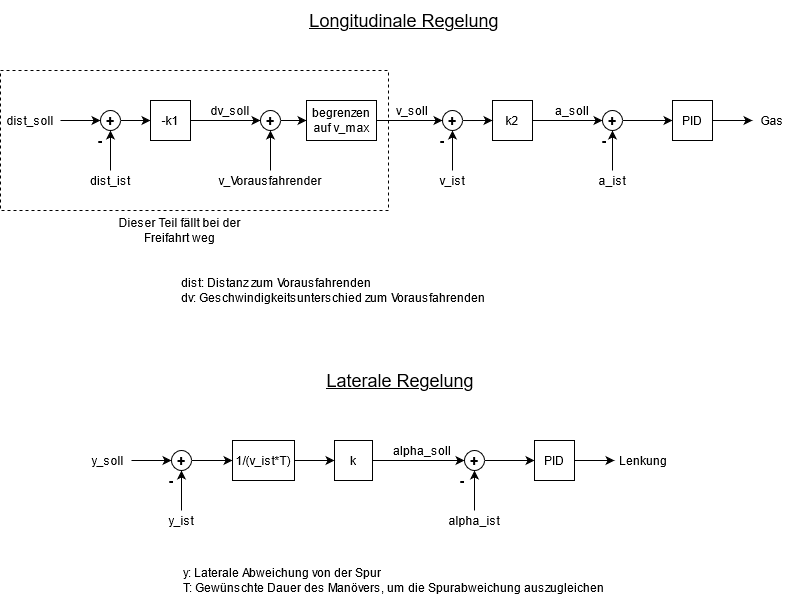 Longitudinale Regelung
dist_soll
+
-
dist_ist
-k1
dv_soll
+
v_Vorausfahrender
begrenzen
auf v_max
v_soll
+
-
v_ist
k2
a_soll
+
-
a_ist
PID
Gas
Dieser Teil fällt bei der
Freifahrt weg
dist: Distanz zum Vorausfahrenden
dv: Geschwindigkeitsunterschied zum Vorausfahrenden
Laterale Regelung
y_soll
+
-
y_ist
1/(v_ist*T)
k
alpha_soll
+
-
alpha_ist
PID
Lenkung
y: Laterale Abweichung von der Spur
T: Gewünschte Dauer des Manövers, um die Spurabweichung auszugleichen